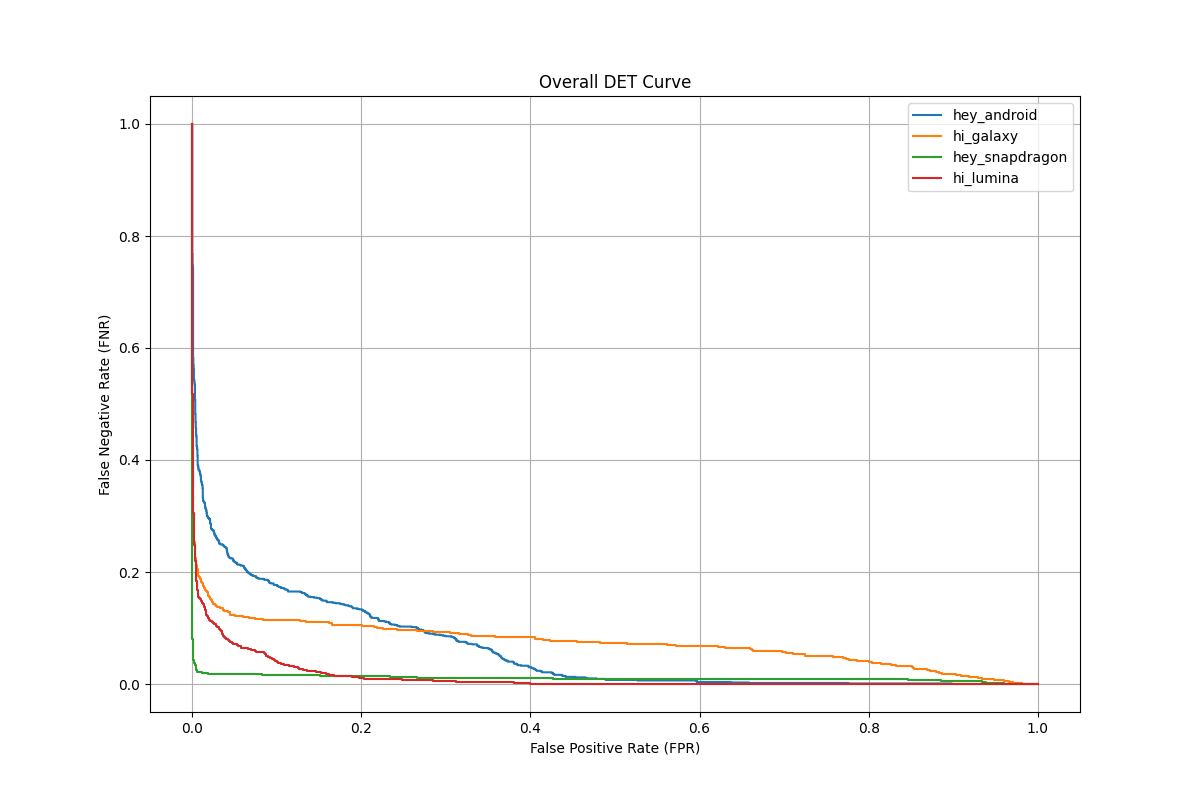 Overall DET Curve
hey_android
hi_galaxy
hey_snapdragon
hi_lumina
False Negative Rate (FNR)
1.0
0.8
0.6
0.4
0.2
0.0
0.0 0.2 0.4 0.6 0.8 1.0
False Positive Rate (FPR)